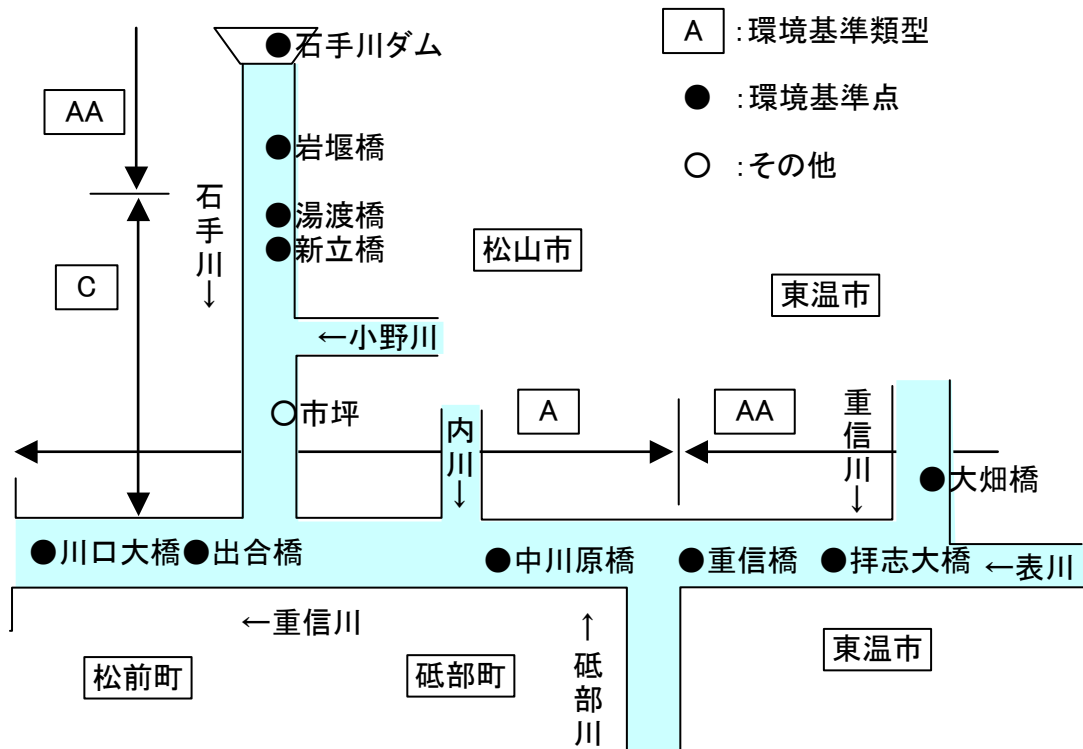 石手川ダム
A :環境基準類型
● :環境基準点
○ :その他
AA
岩堰橋
石手川↓
湯渡橋
新立橋
松山市
C
東温市
←小野川
市坪
内川↓
A
AA
重信川↓
大畑橋
川口大橋
出合橋
中川原橋
重信橋
拝志大橋
←表川
←重信川
↑砥部川
松前町
砥部町
東温市